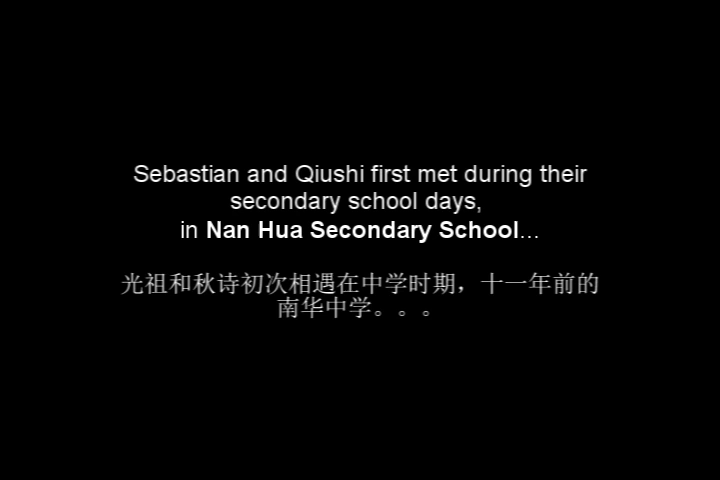 Sebastian and Qiushi first met during their
secondary school days,
in Nan Hua Secondary School...
光祖和秋诗初次相遇在中学时期，十一年前的
南华中学。。。